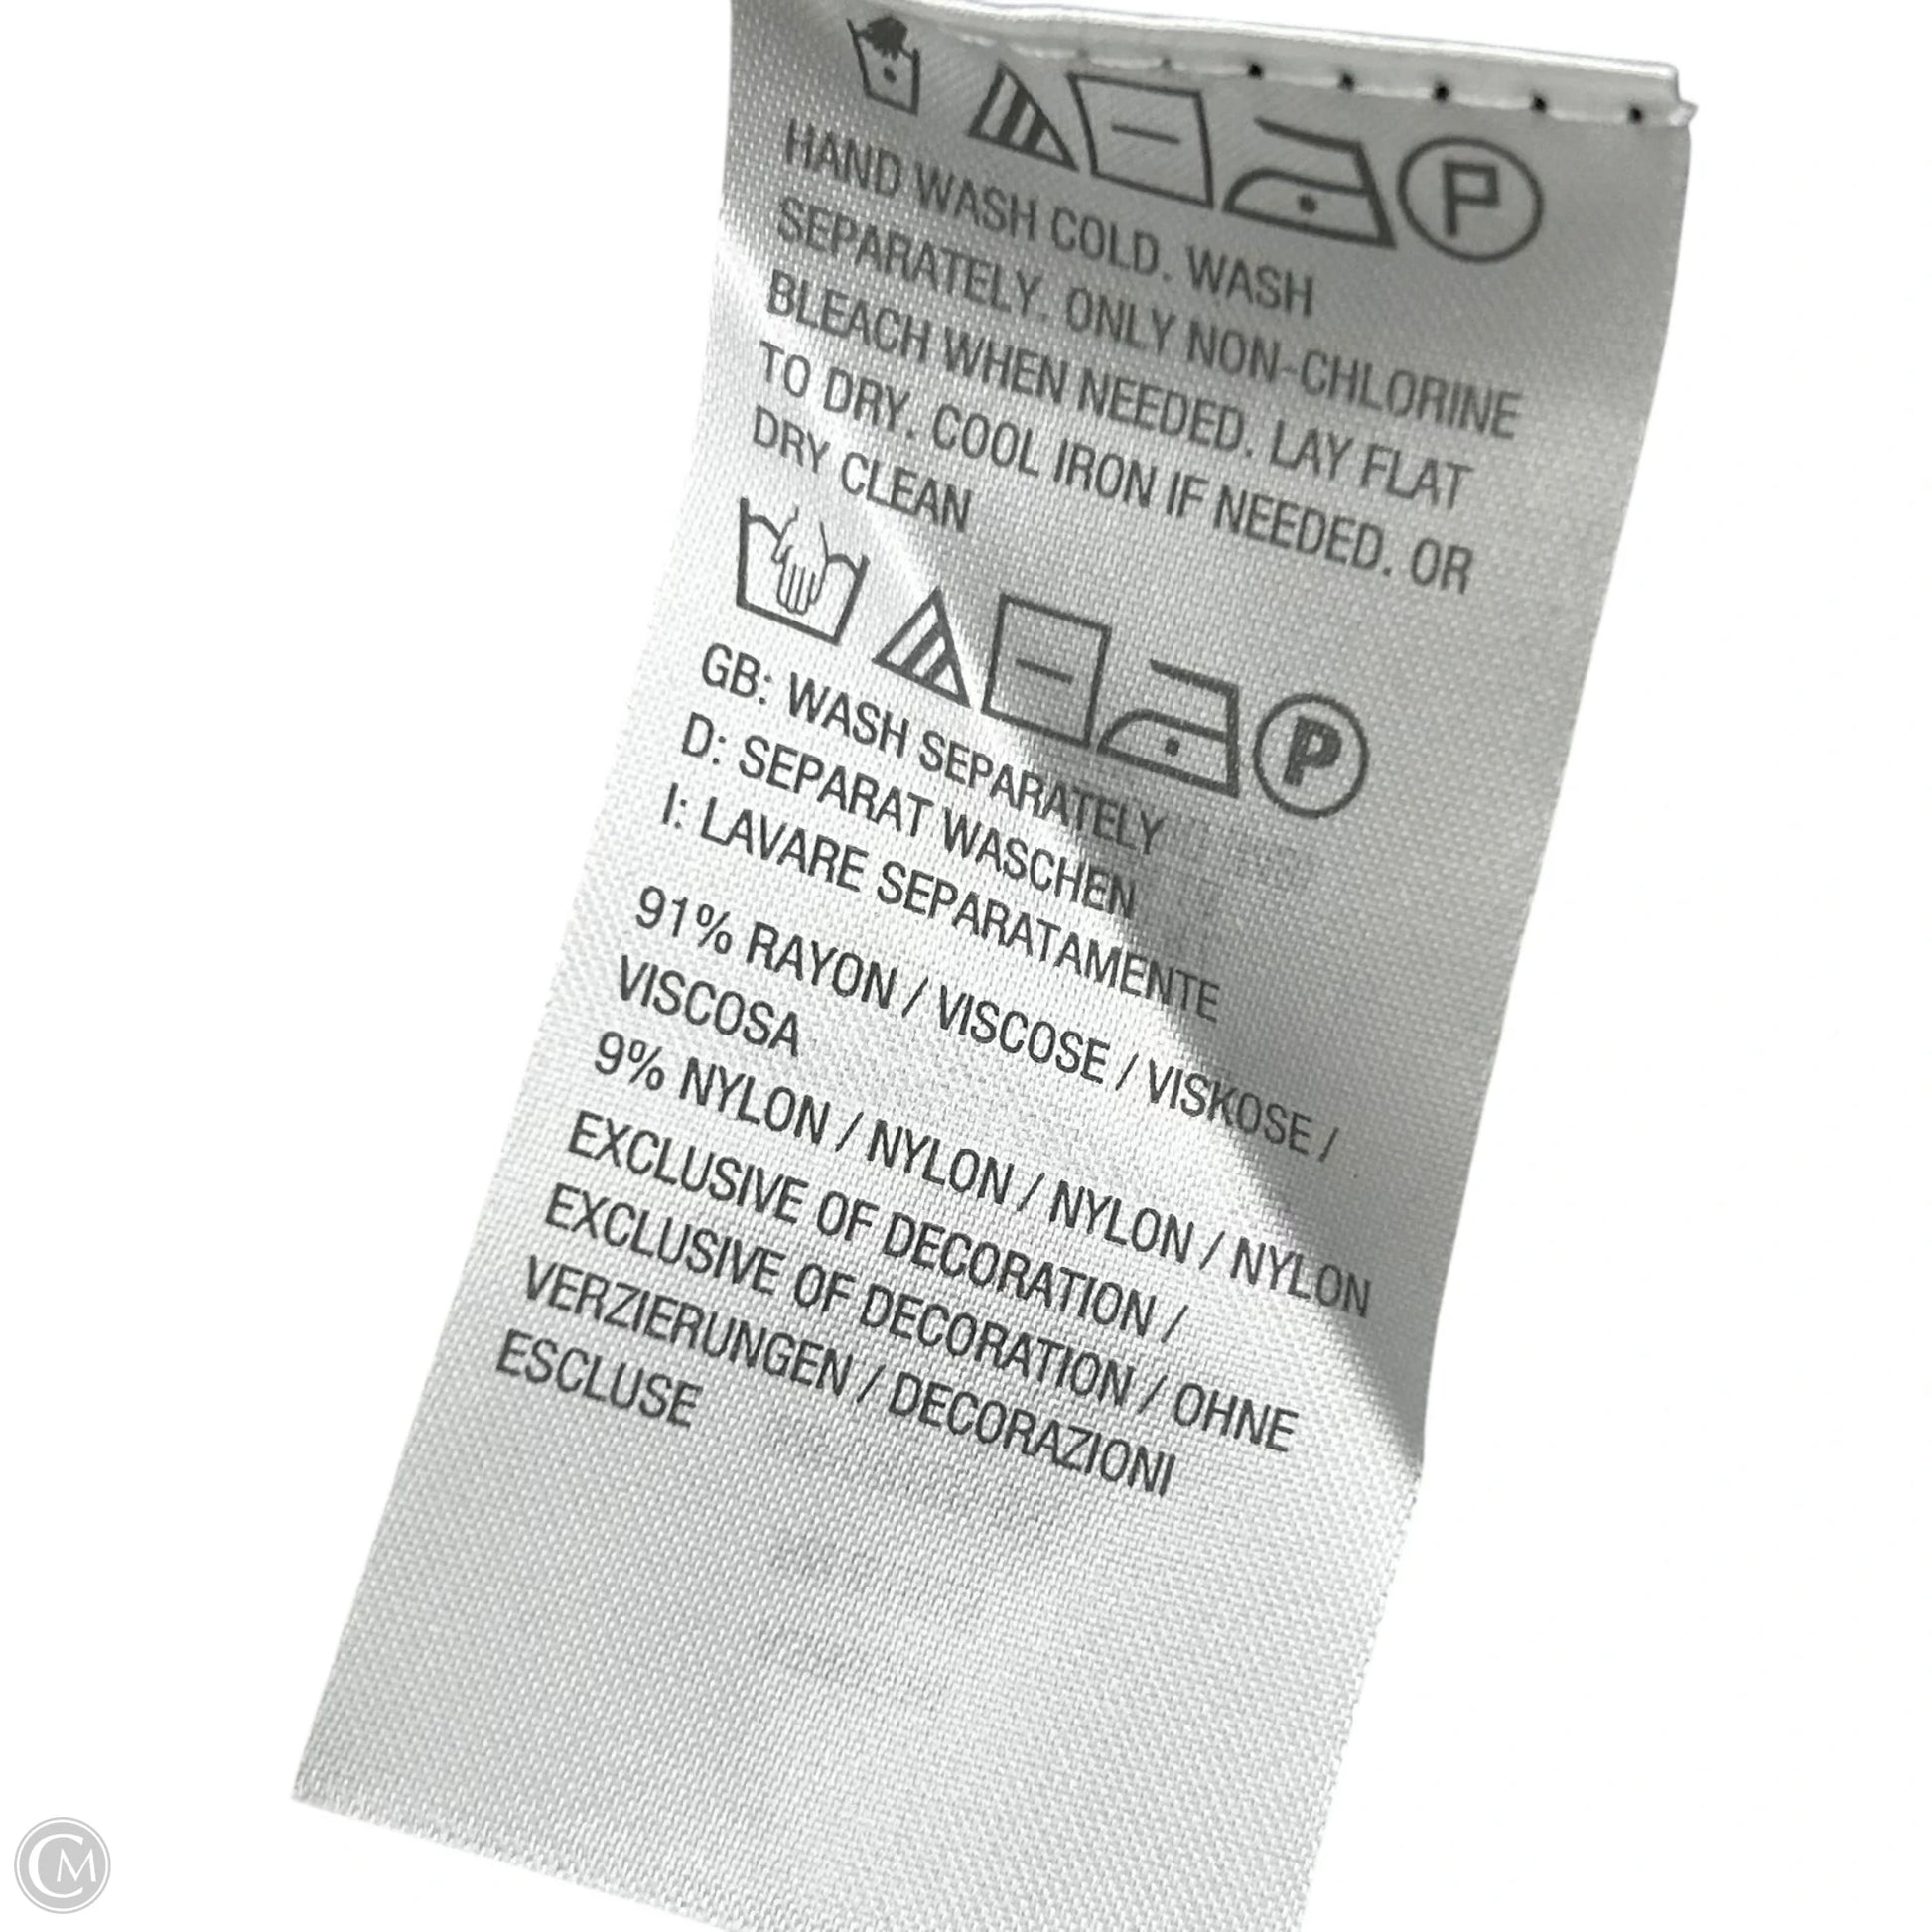 P
HAND WASH COLD. WASH
SEPARATELY. ONLY NON-CHLORINE
BLEACH WHEN NEEDED. LAY FLAT
TO DRY. COOL IRON IF NEEDED. OR
DRY CLEAN
P
GB: WASH SEPARATELY
D: SEPARAT WASCHEN
I: LAVARE SEPARATAMENTE
91% RAYON / VISCOSE / VISKOSE /
VISCOSA
9% NYLON / NYLON / NYLON / NYLON
EXCLUSIVE OF DECORATION /
EXCLUSIVE OF DECORATION / OHNE
VERZIERUNGEN / DECORAZIONI
ESCLUSE
CM